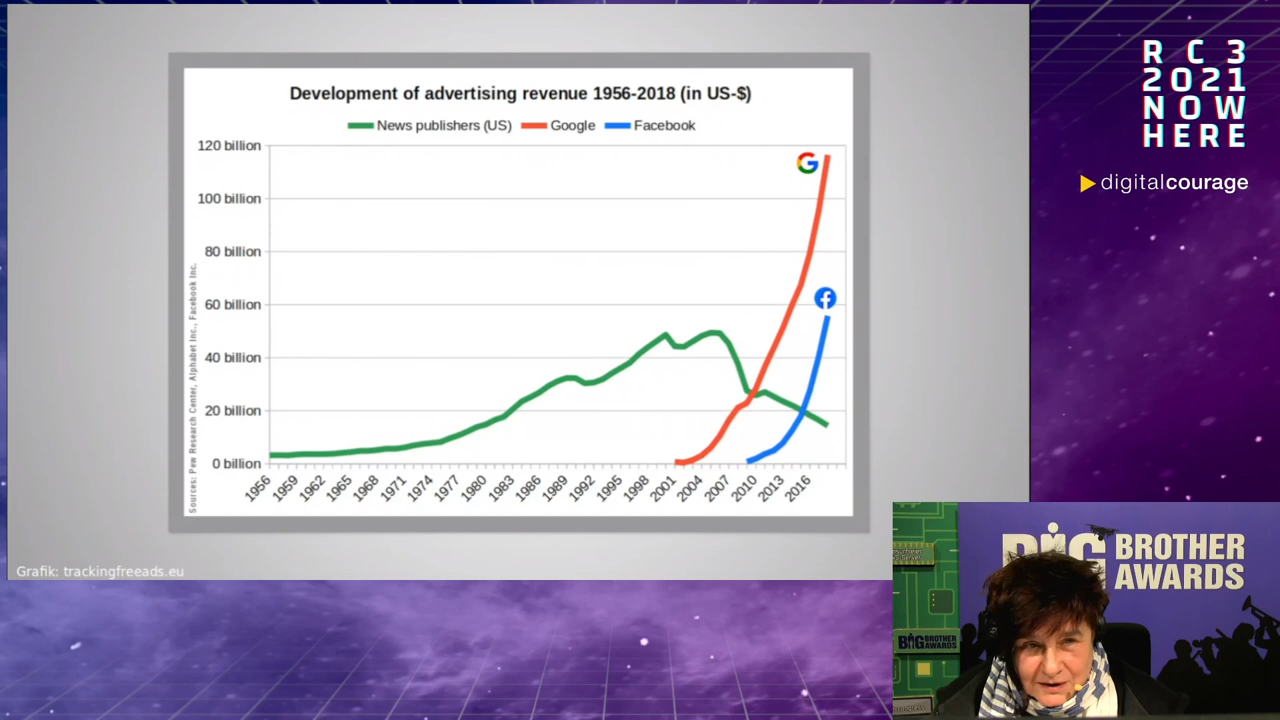 Development of advertising revenue 1956-2018 (in US-$)
News publishers (US) Google Facebook
120 billion
100 billion
80 billion
60 billion
40 billion
20 billion
0 billion
1956 1959 1962 1965 1968 1971 1974 1977 1980 1983 1986 1989 1992 1995 1998 2001 2004 2007 2010 2013 2016
Sources: Pew Research Center, Alphabet Inc., Facebook Inc.
Grafik: trackingfreeads.eu
R C 3
2021
N O W
HERE
digitalcourage
BIG BROTHER
AWARDS
BIG BROTHER
AWARDS